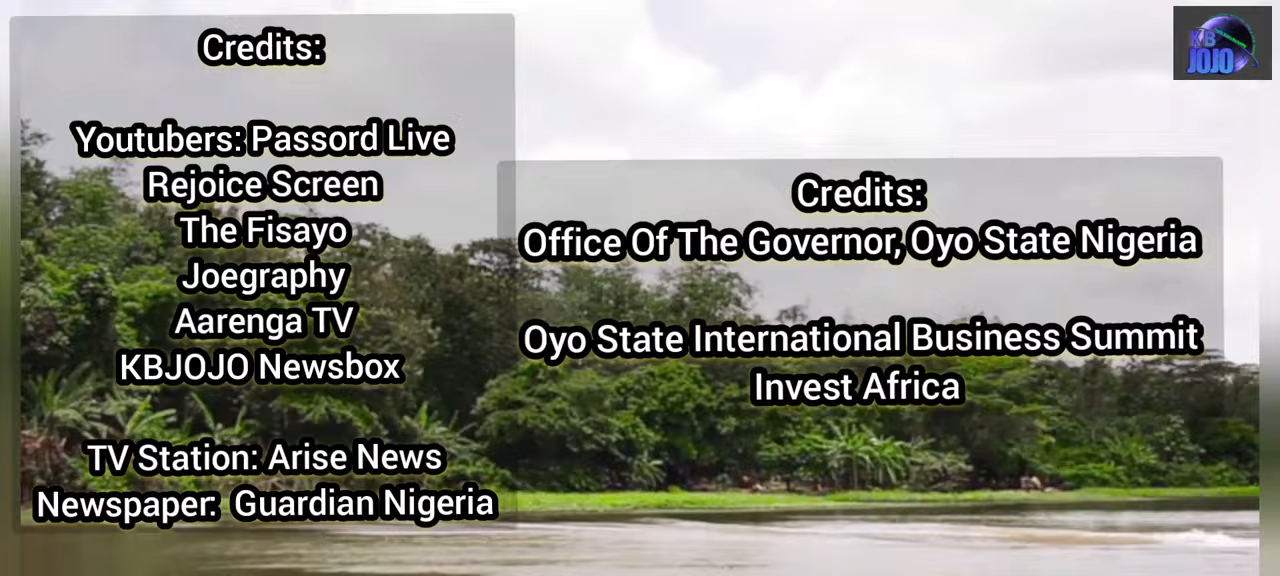 Credits:
Youtubers: Passord Live
Rejoice Screen
The Fisayo
Joegraphy
Aarenga TV
KBJOJO Newsbox
TV Station: Arise News
Newspaper: Guardian Nigeria
Credits:
Office Of The Governor, Oyo State Nigeria
Oyo State International Business Summit
Invest Africa
KB
JOJO